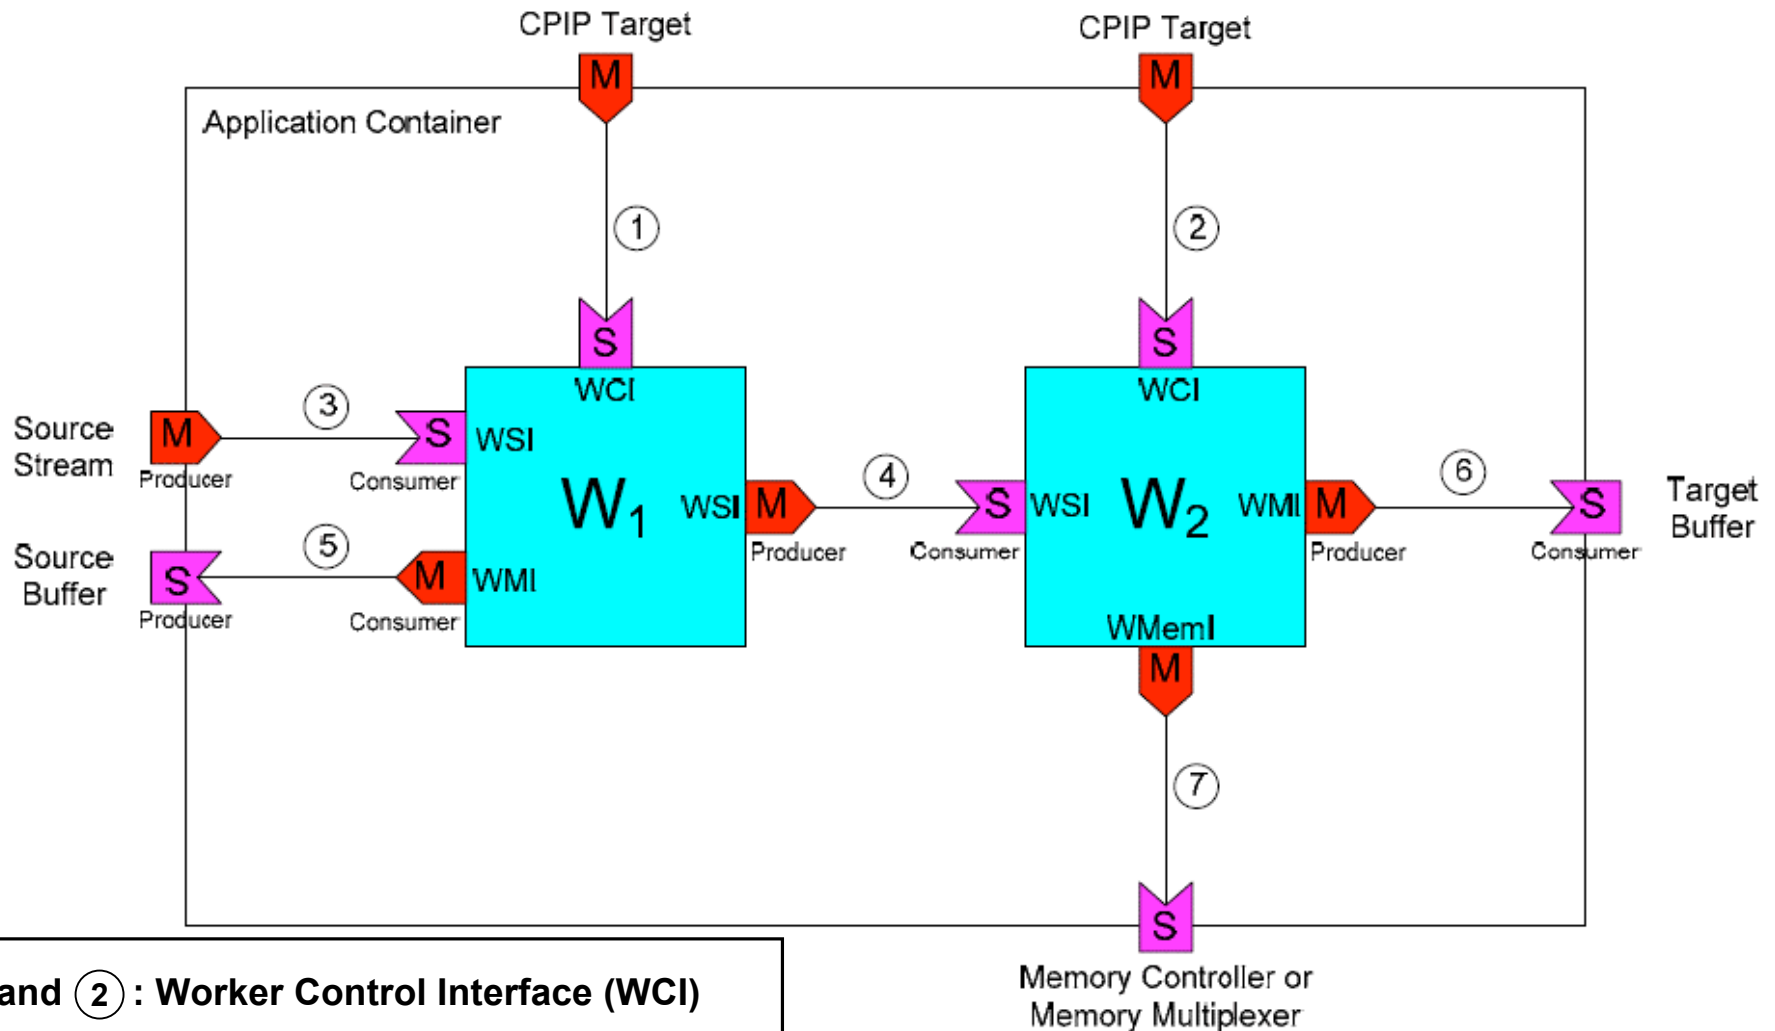 CPIP Target
CPIP Target
M
M
Application Container
1
2
S
S
WCI
WCI
Source
Stream
M
Producer
3
S
Consumer
WSI
W1
WSI
M
Producer
4
S
Consumer
WSI
W2
WMI
M
Producer
6
S
Consumer
Target
Buffer
Source
Buffer
S
Producer
5
M
Consumer
WMI
WMemI
M
7
S
Memory Controller or
Memory Multiplexer
and 2 : Worker Control Interface (WCI)